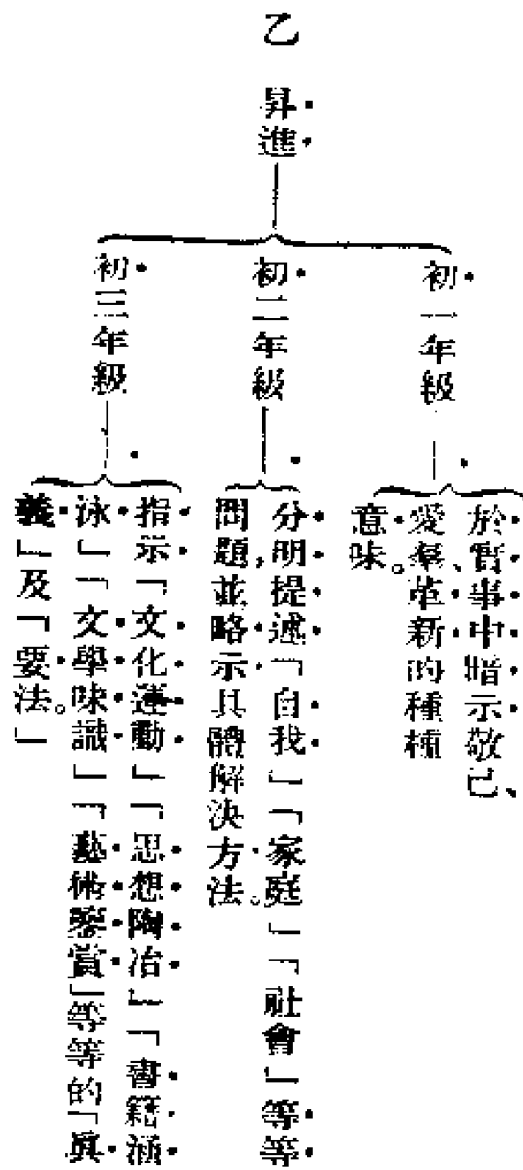 乙　昇進
初一年級
於實事中暗示敬己、
愛羣、革新的種種
意味。
初二年級
分明提述「自我」「家庭」「社會」等等
問題，並略示具體解決方法。
初三年級
指示「文化運動」「思想陶冶」「書籍涵
泳」「文學味識」「藝術鑒賞」等等的「眞
義」及「要法。」